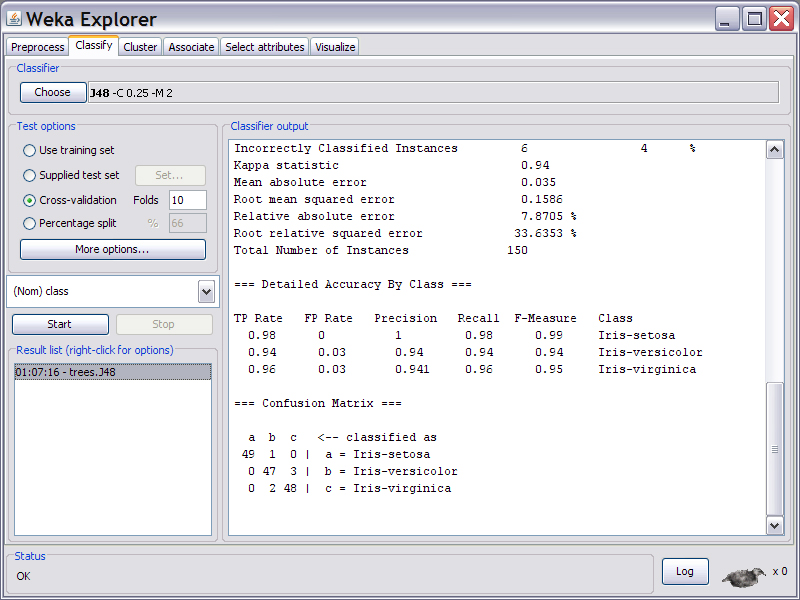 Weka Explorer
Preprocess Classify Cluster Associate Select attributes Visualize
Classifier
Choose J48 -C 0.25 -M 2
Test options
Use training set
Supplied test set Set...
Cross-validation Folds 10
Percentage split % 66
More options...
(Nom) class
Start Stop
Result list (right-click for options)
01:07:16 - trees.J48
Classifier output
Incorrectly Classified Instances 6 4 %
Kappa statistic 0.94
Mean absolute error 0.035
Root mean squared error 0.1586
Relative absolute error 7.8705 %
Root relative squared error 33.6353 %
Total Number of Instances 150
=== Detailed Accuracy By Class ===
TP Rate FP Rate Precision Recall F-Measure Class
0.98 0 1 0.98 0.99 Iris-setosa
0.94 0.03 0.94 0.94 0.94 Iris-versicolor
0.96 0.03 0.941 0.96 0.95 Iris-virginica
=== Confusion Matrix ===
a b c <-- classified as
49 1 0 | a = Iris-setosa
0 47 3 | b = Iris-versicolor
0 2 48 | c = Iris-virginica
Status
OK
Log
x 0